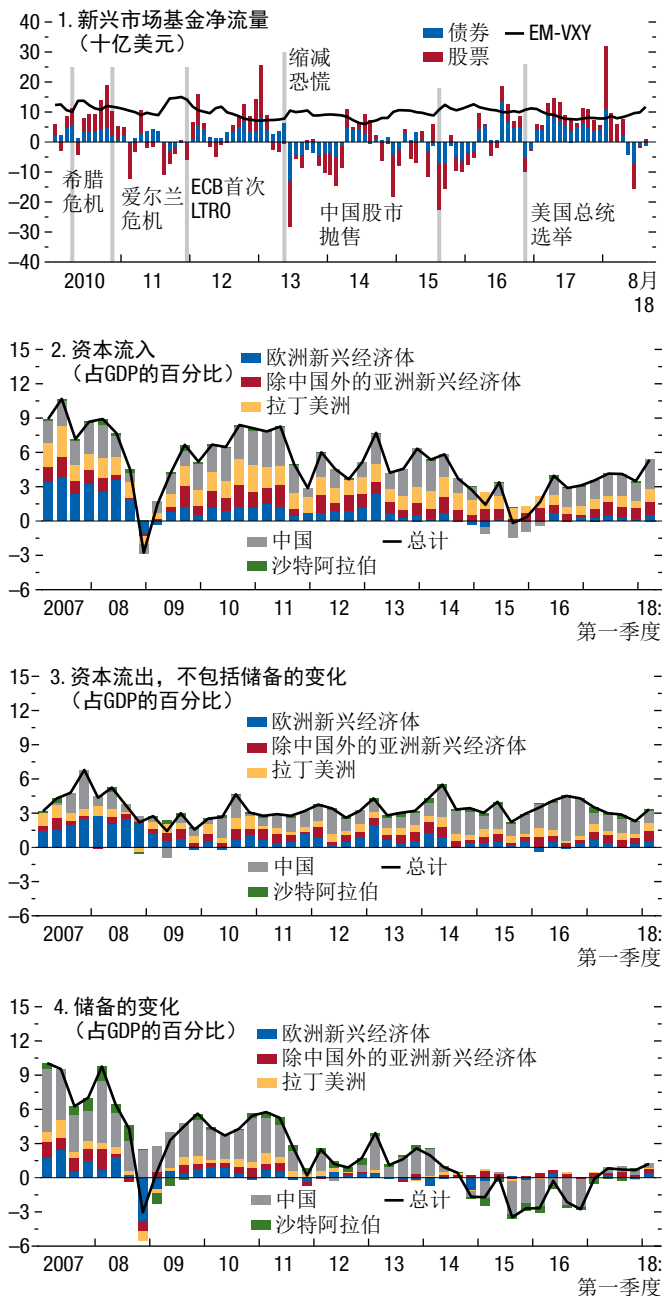 1. 新兴市场基金净流量
（十亿美元）
债券
股票
EM-VXY
缩减
恐慌
希腊
危机
爱尔兰
危机
ECB首次
LTRO
中国股市
抛售
美国总统
选举
40
30
20
10
0
–10
–20
–30
–40
2010 11 12 13 14 15 16 17 8月
18
2. 资本流入
（占GDP的百分比）
欧洲新兴经济体
除中国外的亚洲新兴经济体
拉丁美洲
中国
总计
沙特阿拉伯
15
12
9
6
3
0
–3
–6
2007 08 09 10 11 12 13 14 15 16 18:
第一季度
3. 资本流出，不包括储备的变化
（占GDP的百分比）
欧洲新兴经济体
除中国外的亚洲新兴经济体
拉丁美洲
中国
总计
沙特阿拉伯
15
12
9
6
3
0
–3
–6
2007 08 09 10 11 12 13 14 15 16 18:
第一季度
4. 储备的变化
（占GDP的百分比）
欧洲新兴经济体
除中国外的亚洲新兴经济体
拉丁美洲
中国
总计
沙特阿拉伯
15
12
9
6
3
0
–3
–6
2007 08 09 10 11 12 13 14 15 16 18:
第一季度